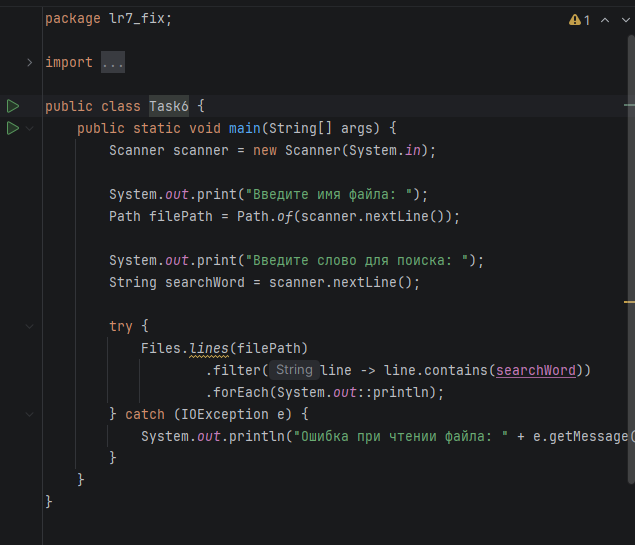 package lr7_fix;
1
import ...
public class Task6 {
public static void main(String[] args) {
Scanner scanner = new Scanner(System.in);
System.out.print("Введите имя файла: ");
Path filePath = Path.of(scanner.nextLine());
System.out.print("Введите слово для поиска: ");
String searchWord = scanner.nextLine();
try {
Files.lines(filePath)
.filter( String line -> line.contains(searchWord))
.forEach(System.out::println);
} catch (IOException e) {
System.out.println("Ошибка при чтении файла: " + e.getMessage(
}
}
}